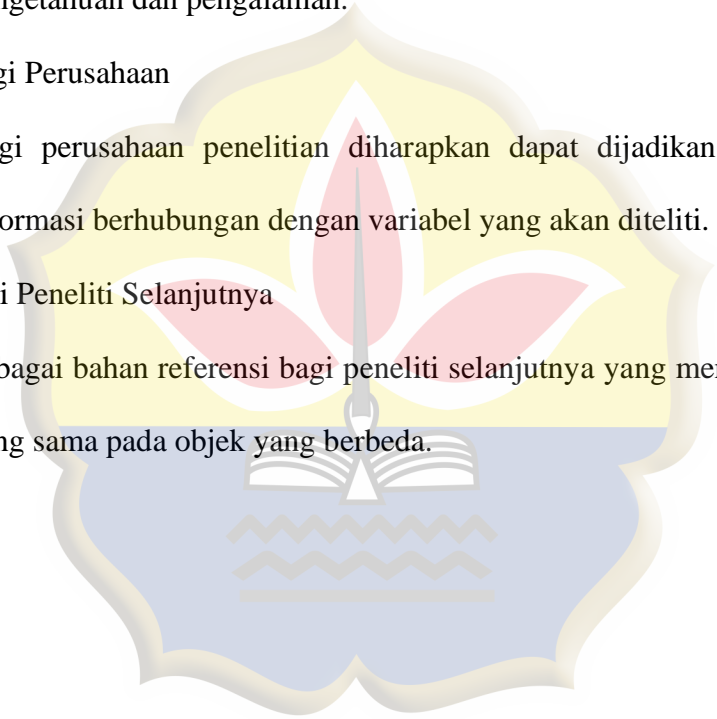 ngetahuan dan pengalaman.
gi Perusahaan
gi perusahaan penelitian diharapkan dapat dijadikan
ormasi berhubungan dengan variabel yang akan diteliti.
i Peneliti Selanjutnya
bagai bahan referensi bagi peneliti selanjutnya yang mer
ng sama pada objek yang berbeda.